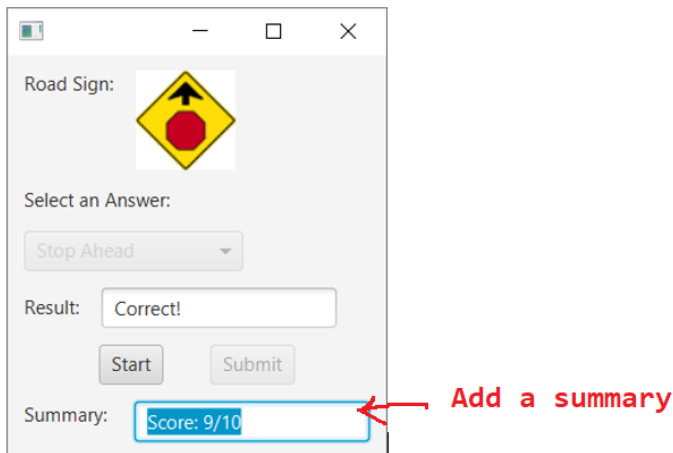 Road Sign:
Select an Answer:
Stop Ahead
Result: Correct!
Start Submit
Summary: Score: 9/10
Add a summary